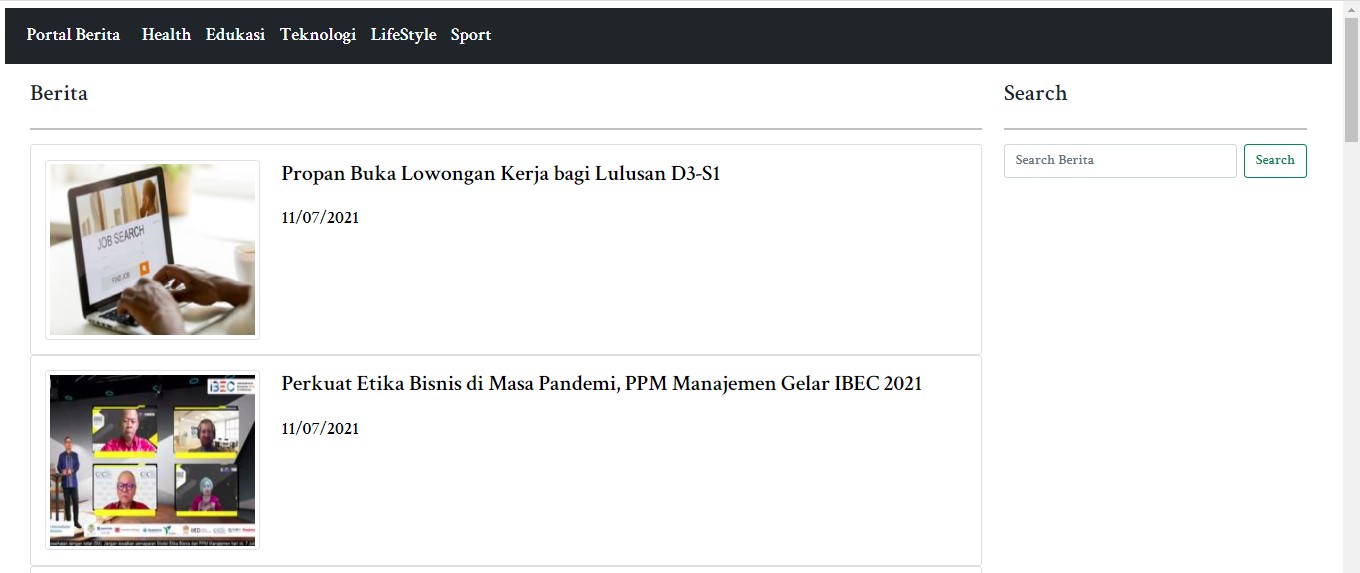 Portal Berita Health Edukasi Teknologi LifeStyle Sport
Berita
Search
Search Berita Search
JOB SEARCH
FIND JOB
Propan Buka Lowongan Kerja bagi Lulusan D3-S1
11/07/2021
IBEC
Perkuat Etika Bisnis di Masa Pandemi, PPM Manajemen Gelar IBEC 2021
11/07/2021